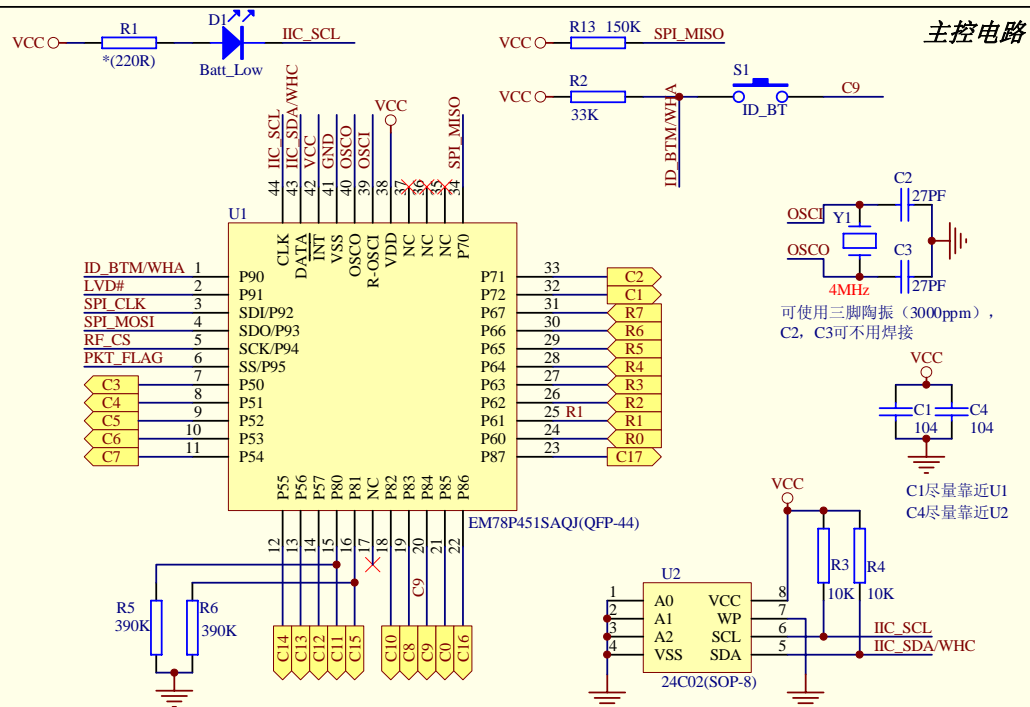 主控电路
VCC R1 *(220R) D1 Batt_Low IIC_SCL
VCC R13 150K SPI_MISO
VCC R2 33K ID_BTM/WHA S1 ID_BT C9
IIC_SCL IIC_SDA/WHC VCC GND OSCO OSCI VCC SPI_MISO
44 43 42 41 40 39 38 37 36 35 34
U1
CLK DATA INT VSS OSCO R-OSCI VDD NC NC NC P70
ID_BTM/WHA 1 P90
LVD# 2 P91
SPI_CLK 3 SDI/P92
SPI_MOSI 4 SDO/P93
RF_CS 5 SCK/P94
PKT_FLAG 6 SS/P95
C3 7 P50
C4 8 P51
C5 9 P52
C6 10 P53
C7 11 P54
P71 33 C2
P72 32 C1
P67 31 R7
P66 30 R6
P65 29 R5
P64 28 R4
P63 27 R3
P62 26 R2
P61 25 R1 R1
P60 24 R0
P87 23 C17
P55 P56 P57 P80 P81 NC P82 P83 P84 P85 P86
EM78P451SAQJ(QFP-44)
12 13 14 15 16 17 18 19 20 21 22
C9
R5 390K
R6 390K
C14 C13 C12 C11 C15 C10 C8 C9 C0 C16
OSCI
OSCO
Y1
4MHz
C2
27PF
C3
27PF
可使用三脚陶振（3000ppm），
C2，C3可不用焊接
VCC
C1 104
C4 104
C1尽量靠近U1
C4尽量靠近U2
VCC
R3 10K
R4 10K
U2
1 A0 VCC 8
2 A1 WP 7
3 A2 SCL 6 IIC_SCL
4 VSS SDA 5 IIC_SDA/WHC
24C02(SOP-8)